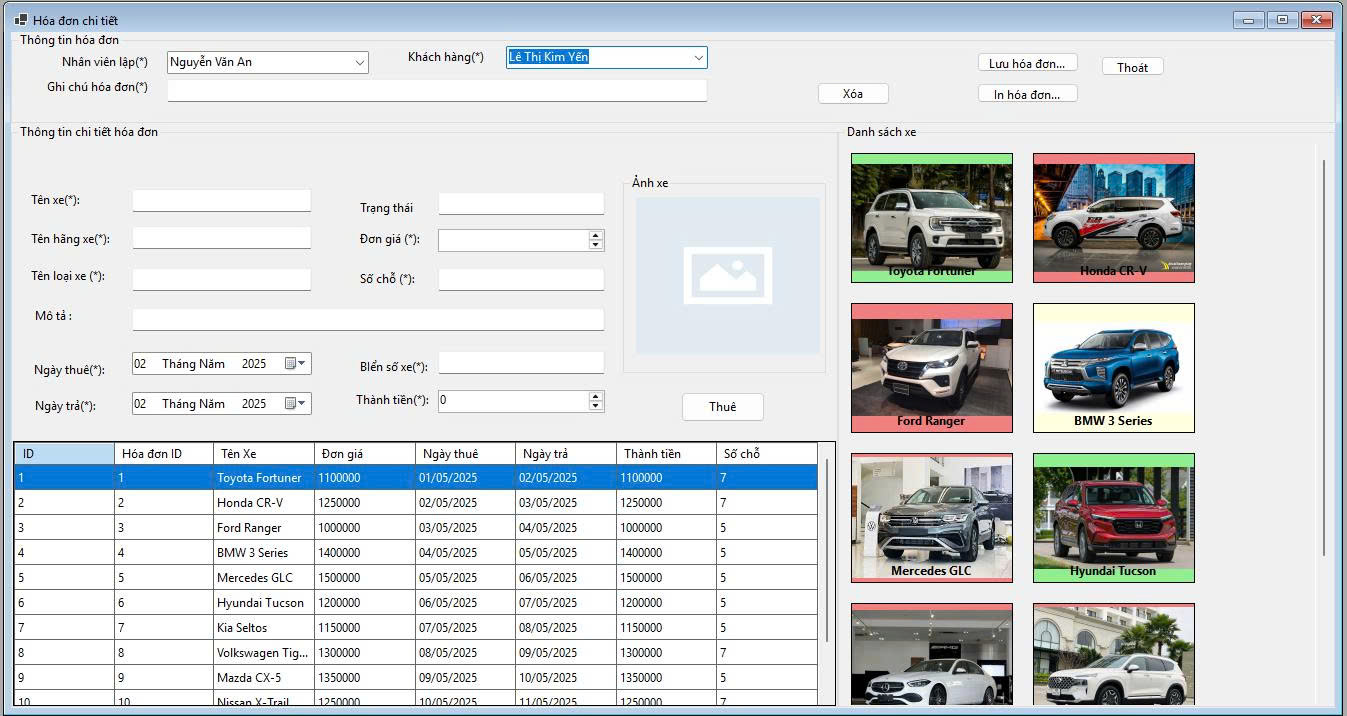 Hóa đơn chi tiết
Thông tin hóa đơn
Nhân viên lập(*) Nguyễn Văn An Khách hàng(*) Lê Thị Kim Yến
Ghi chú hóa đơn(*)
Xóa
Lưu hóa đơn... Thoát
In hóa đơn...
Thông tin chi tiết hóa đơn
Tên xe(*):
Trạng thái
Tên hãng xe(*):
Đơn giá (*):
Tên loại xe (*):
Số chỗ (*):
Mô tả :
Ngày thuê(*): 02 Tháng Năm 2025
Biển số xe(*):
Ngày trả(*): 02 Tháng Năm 2025
Thành tiền(*): 0
Ảnh xe
Thuê
ID Hóa đơn ID Tên Xe Đơn giá Ngày thuê Ngày trả Thành tiền Số chỗ
1 1 Toyota Fortuner 1100000 01/05/2025 02/05/2025 1100000 7
2 2 Honda CR-V 1250000 02/05/2025 03/05/2025 1250000 7
3 3 Ford Ranger 1000000 03/05/2025 04/05/2025 1000000 5
4 4 BMW 3 Series 1400000 04/05/2025 05/05/2025 1400000 5
5 5 Mercedes GLC 1500000 05/05/2025 06/05/2025 1500000 5
6 6 Hyundai Tucson 1200000 06/05/2025 07/05/2025 1200000 5
7 7 Kia Seltos 1150000 07/05/2025 08/05/2025 1150000 5
8 8 Volkswagen Tig... 1300000 08/05/2025 09/05/2025 1300000 7
9 9 Mazda CX-5 1350000 09/05/2025 10/05/2025 1350000 5
10 10 Nissan X-Trail 1250000 10/05/2025 11/05/2025 1250000 7
Danh sách xe
Toyota Fortuner
Honda CR-V
Ford Ranger
BMW 3 Series
Mercedes GLC
Hyundai Tucson